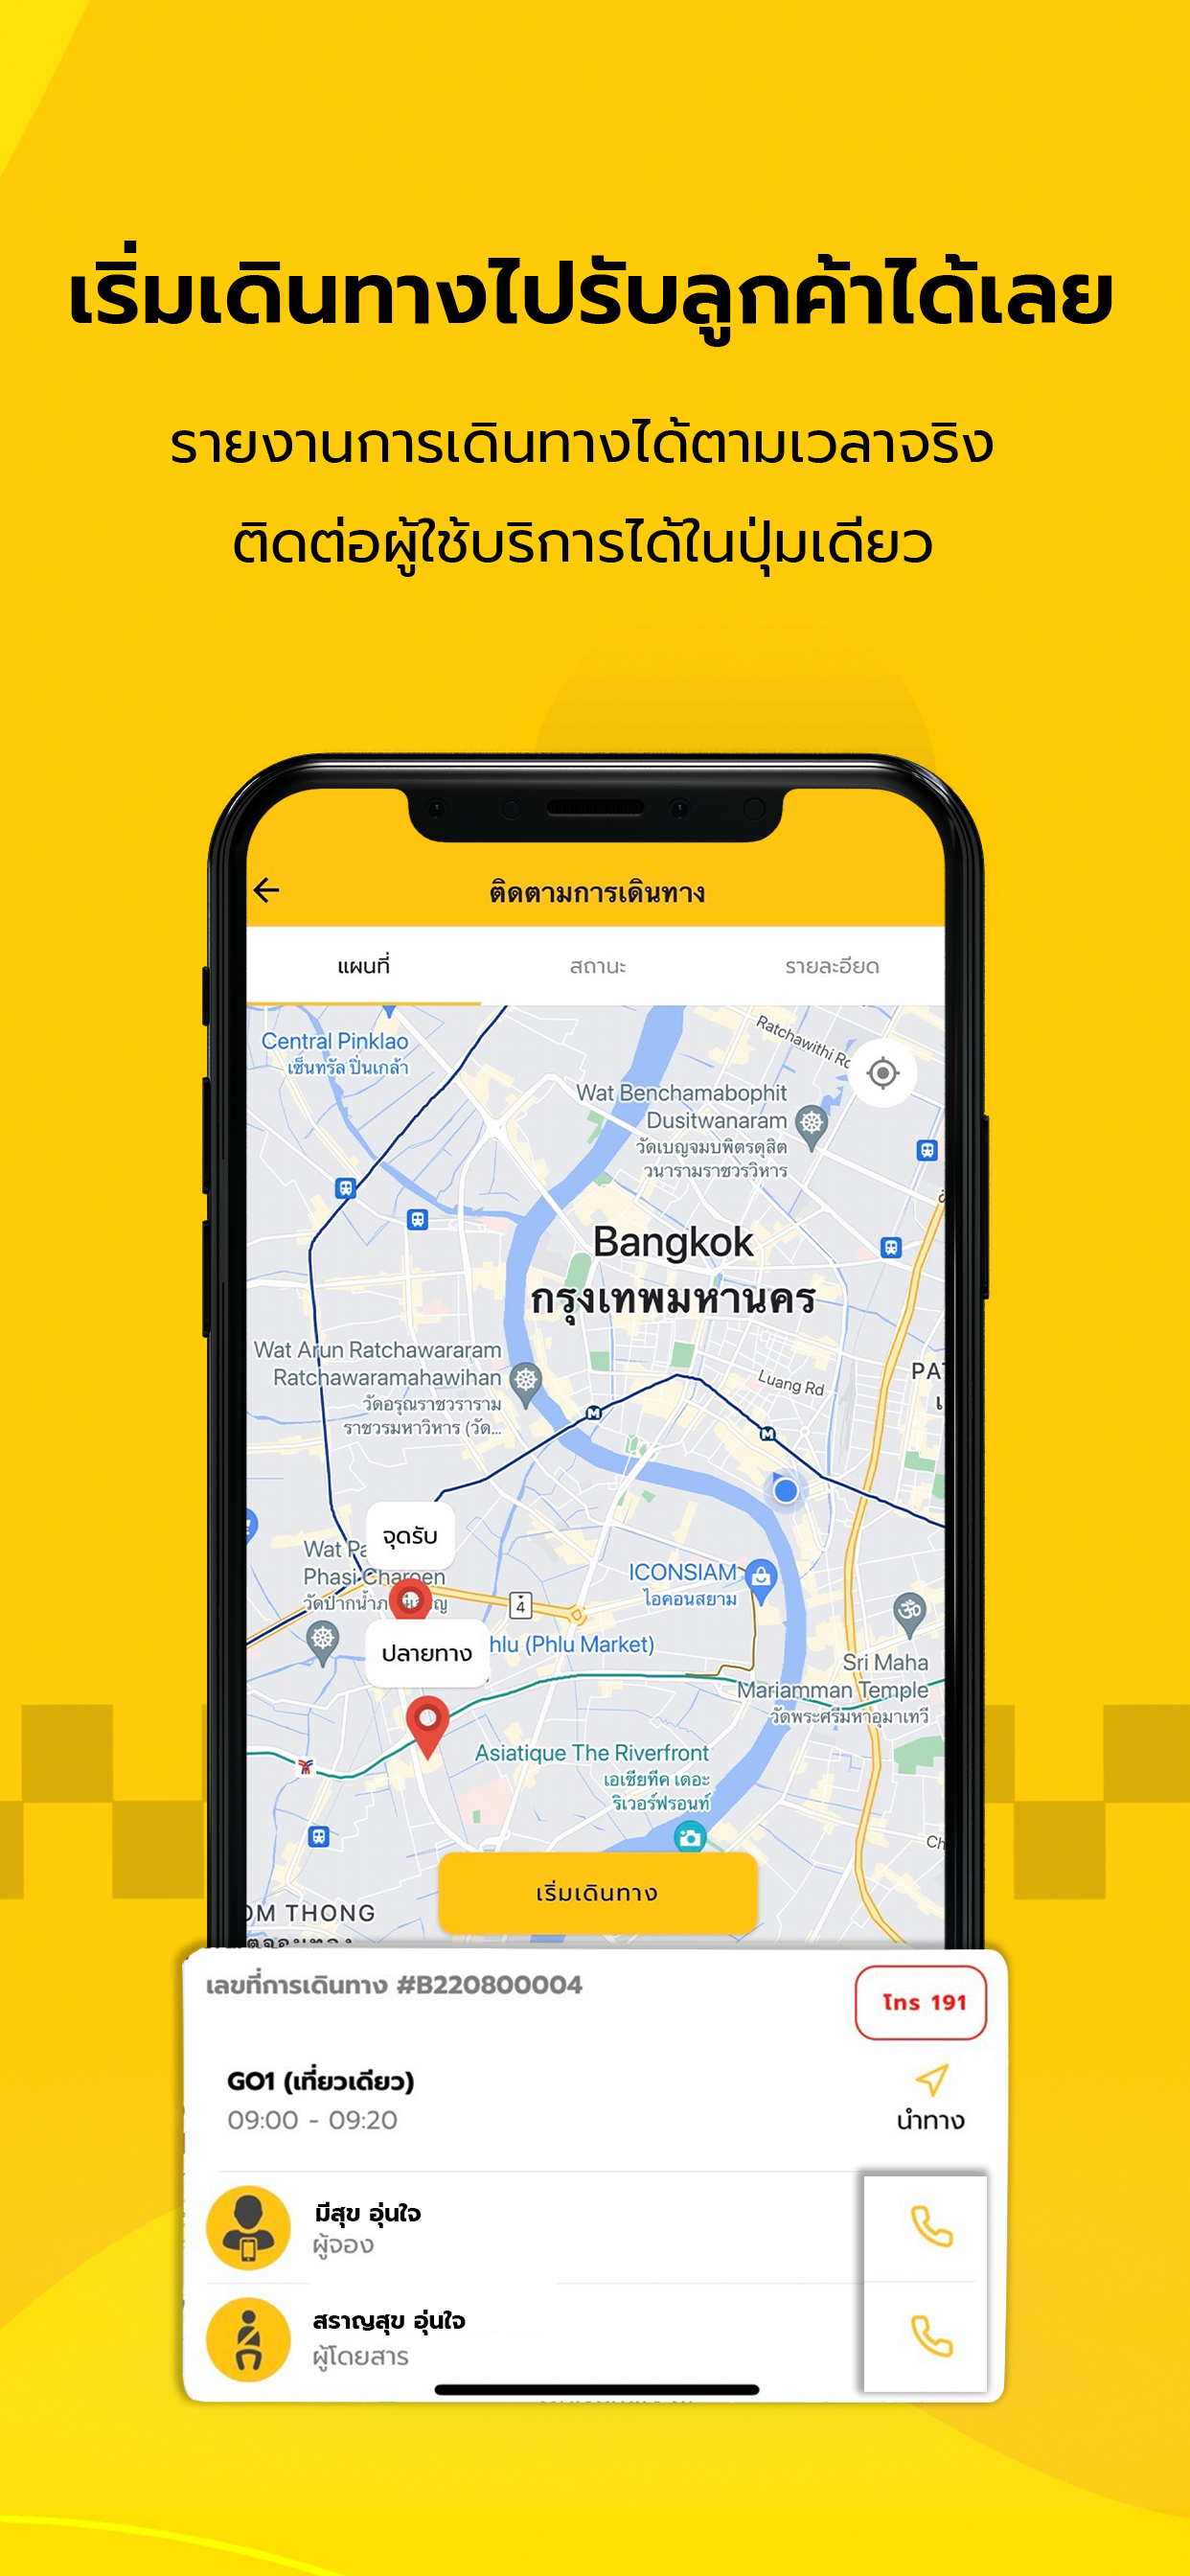 เริ่มเดินทางไปรับลูกค้าได้เลย
รายงานการเดินทางได้ตามเวลาจริง
ติดต่อผู้ใช้บริการได้ในปุ่มเดียว
ติดตามการเดินทาง
แผนที่ สถานะ รายละอียด
Central Pinklao
เซ็นทรัล ปิ่นเกล้า
Ratchawithi
Wat Benchamabophit
Dusitwanaram
วัดเบญจมบพิตรดุสิต
วนารามราชวรวิหาร
Bangkok
กรุงเทพมหานคร
Wat Arun Ratchawararam
Ratchawaramahawihan
วัดอรุณราชวราราม
ราชวรมหาวิหาร (วัด...
Luang Rd
PAT
จุดรับ
Wat Pa
Phasi Charoen
ICONSIAM
ไอคอนสยาม
4
ปลายทาง
hlu (Phlu Market)
Sri Maha
Mariamman Temple
วัดพระศรีมหาอุมาเทวี
Asiatique The Riverfront
เอเชียทีค เดอะ
ริเวอร์ฟรอนท์
Ch
เริ่มเดินทาง
OM THONG
เลขที่การเดินทาง #B220800004
โทร 191
GO1 (เที่ยวเดียว)
09:00 - 09:20
นำทาง
มีสุข อุ่นใจ
ผู้จอง
สราญสุข อุ่นใจ
ผู้โดยสาร